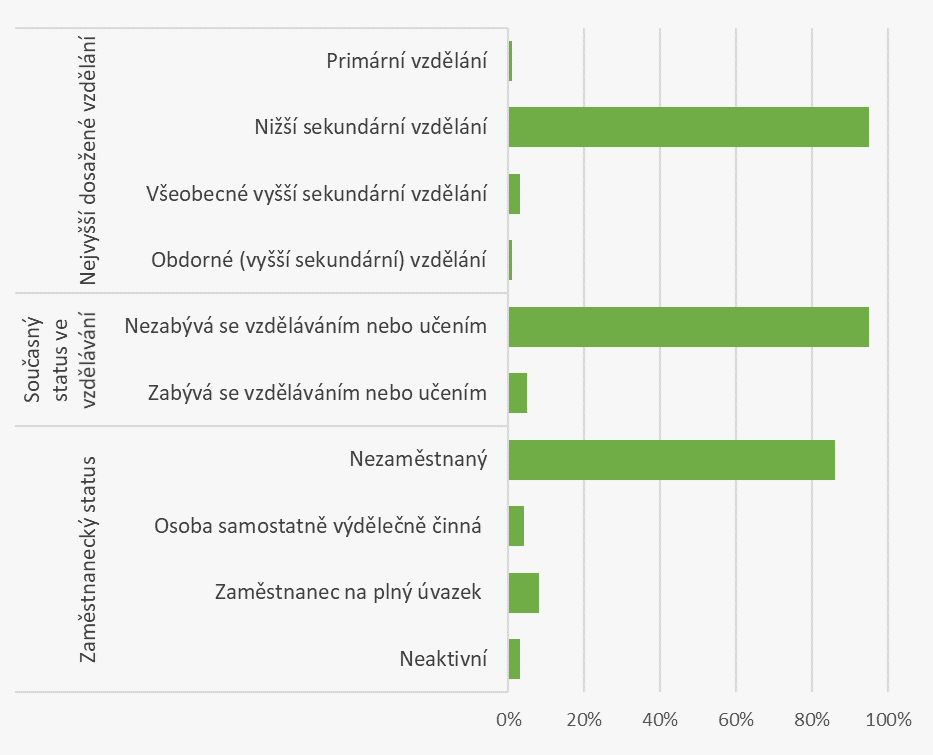 Nejvyšší dosažené vzdělání
Primární vzdělání
Nižší sekundární vzdělání
Všeobecné vyšší sekundární vzdělání
Obdorné (vyšší sekundární) vzdělání
Současný
status ve
vzdělávání
Nezabývá se vzděláváním nebo učením
Zabývá se vzděláváním nebo učením
Zaměstnanecký status
Nezaměstnaný
Osoba samostatně výdělečně činná
Zaměstnanec na plný úvazek
Neaktivní
0% 20% 40% 60% 80% 100%